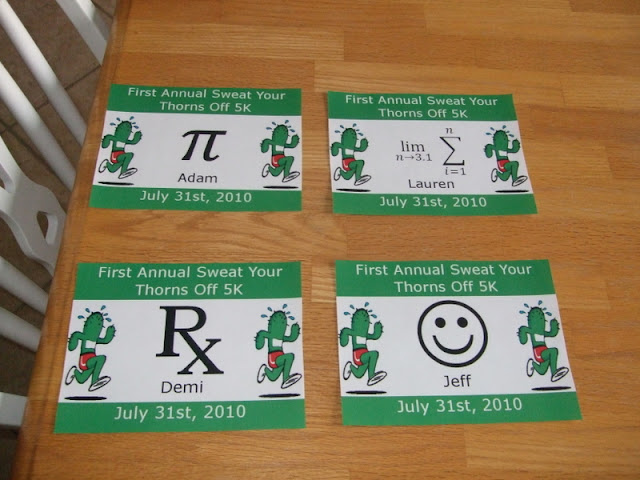 First Annual Sweat Your
Thorns Off 5K
π
Adam
July 31st, 2010
First Annual Sweat Your
Thorns Off 5K
n
lim ∑
n→3.1
i=1
Lauren
July 31st, 2010
First Annual Sweat Your
Thorns Off 5K
Rx
Demi
July 31st, 2010
First Annual Sweat Your
Thorns Off 5K
Jeff
July 31st, 2010